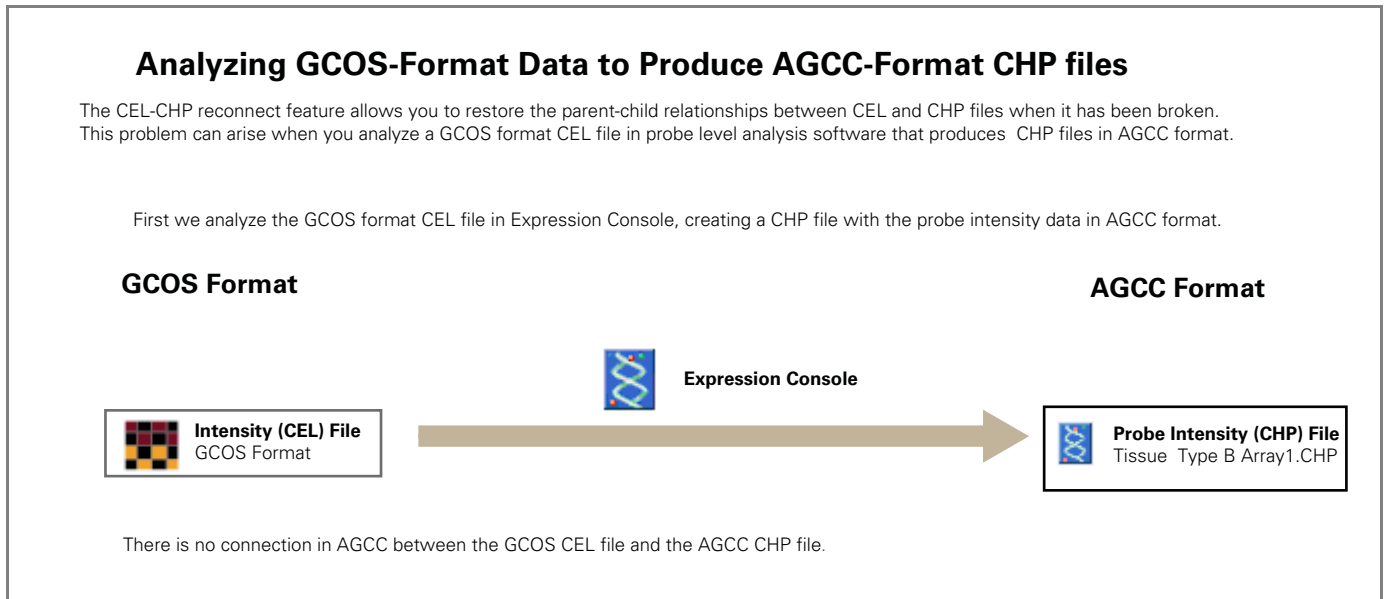 Analyzing GCOS-Format Data to Produce AGCC-Format CHP files
The CEL-CHP reconnect feature allows you to restore the parent-child relationships between CEL and CHP files when it has been broken.
This problem can arise when you analyze a GCOS format CEL file in probe level analysis software that produces CHP files in AGCC format.
First we analyze the GCOS format CEL file in Expression Console, creating a CHP file with the probe intensity data in AGCC format.
GCOS Format
AGCC Format
Expression Console
Intensity (CEL) File
GCOS Format
Probe Intensity (CHP) File
Tissue Type B Array1.CHP
There is no connection in AGCC between the GCOS CEL file and the AGCC CHP file.